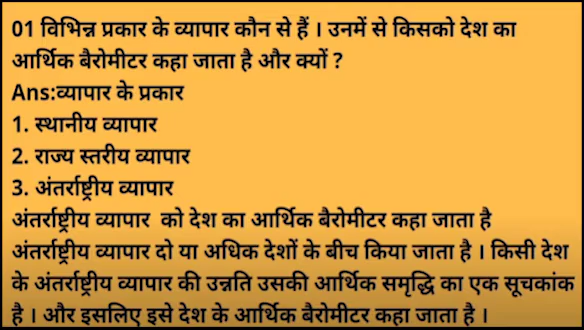 01 विभिन्न प्रकार के व्यापार कौन से हैं । उनमें से किसको देश का
आर्थिक बैरोमीटर कहा जाता है और क्यों ?
Ans:व्यापार के प्रकार
1. स्थानीय व्यापार
2. राज्य स्तरीय व्यापार
3. अंतर्राष्ट्रीय व्यापार
अंतर्राष्ट्रीय व्यापार को देश का आर्थिक बैरोमीटर कहा जाता है
अंतर्राष्ट्रीय व्यापार दो या अधिक देशों के बीच किया जाता है । किसी देश
के अंतर्राष्ट्रीय व्यापार की उन्नति उसकी आर्थिक समृद्धि का एक सूचकांक
है । और इसलिए इसे देश के आर्थिक बैरोमीटर कहा जाता है ।